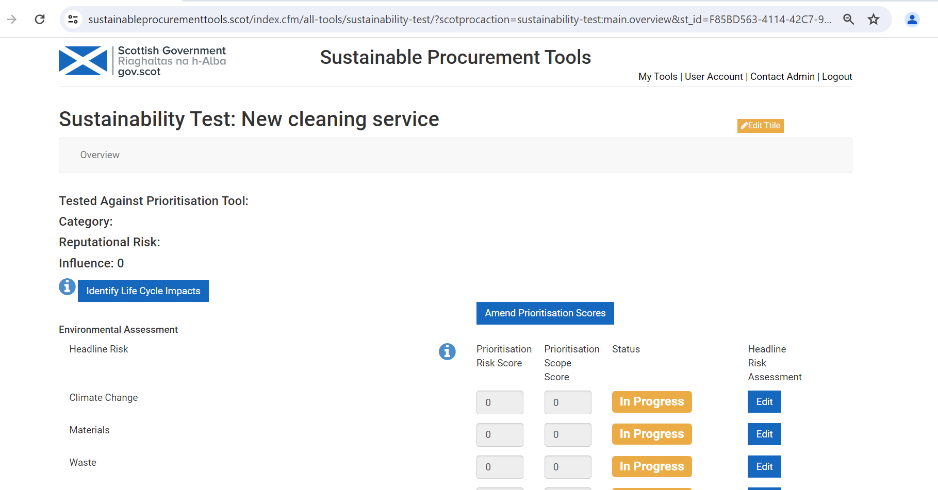 sustainableprocurementtools.scot/index.cfm/all-tools/sustainability-test/?scotprocaction=sustainability-test:main.overview&st_id=F85BD563-4114-42C7-9...
Scottish Government
Riaghaltas na h-Alba
gov.scot
Sustainable Procurement Tools
My Tools | User Account | Contact Admin | Logout
Sustainability Test: New cleaning service
Edit Ttile
Overview
Tested Against Prioritisation Tool:
Category:
Reputational Risk:
Influence: 0
Identify Life Cycle Impacts
Amend Prioritisation Scores
Environmental Assessment
Headline Risk
Prioritisation Risk Score
Prioritisation Scope Score
Status
Headline Risk Assessment
Climate Change 0 0 In Progress Edit
Materials 0 0 In Progress Edit
Waste 0 0 In Progress Edit